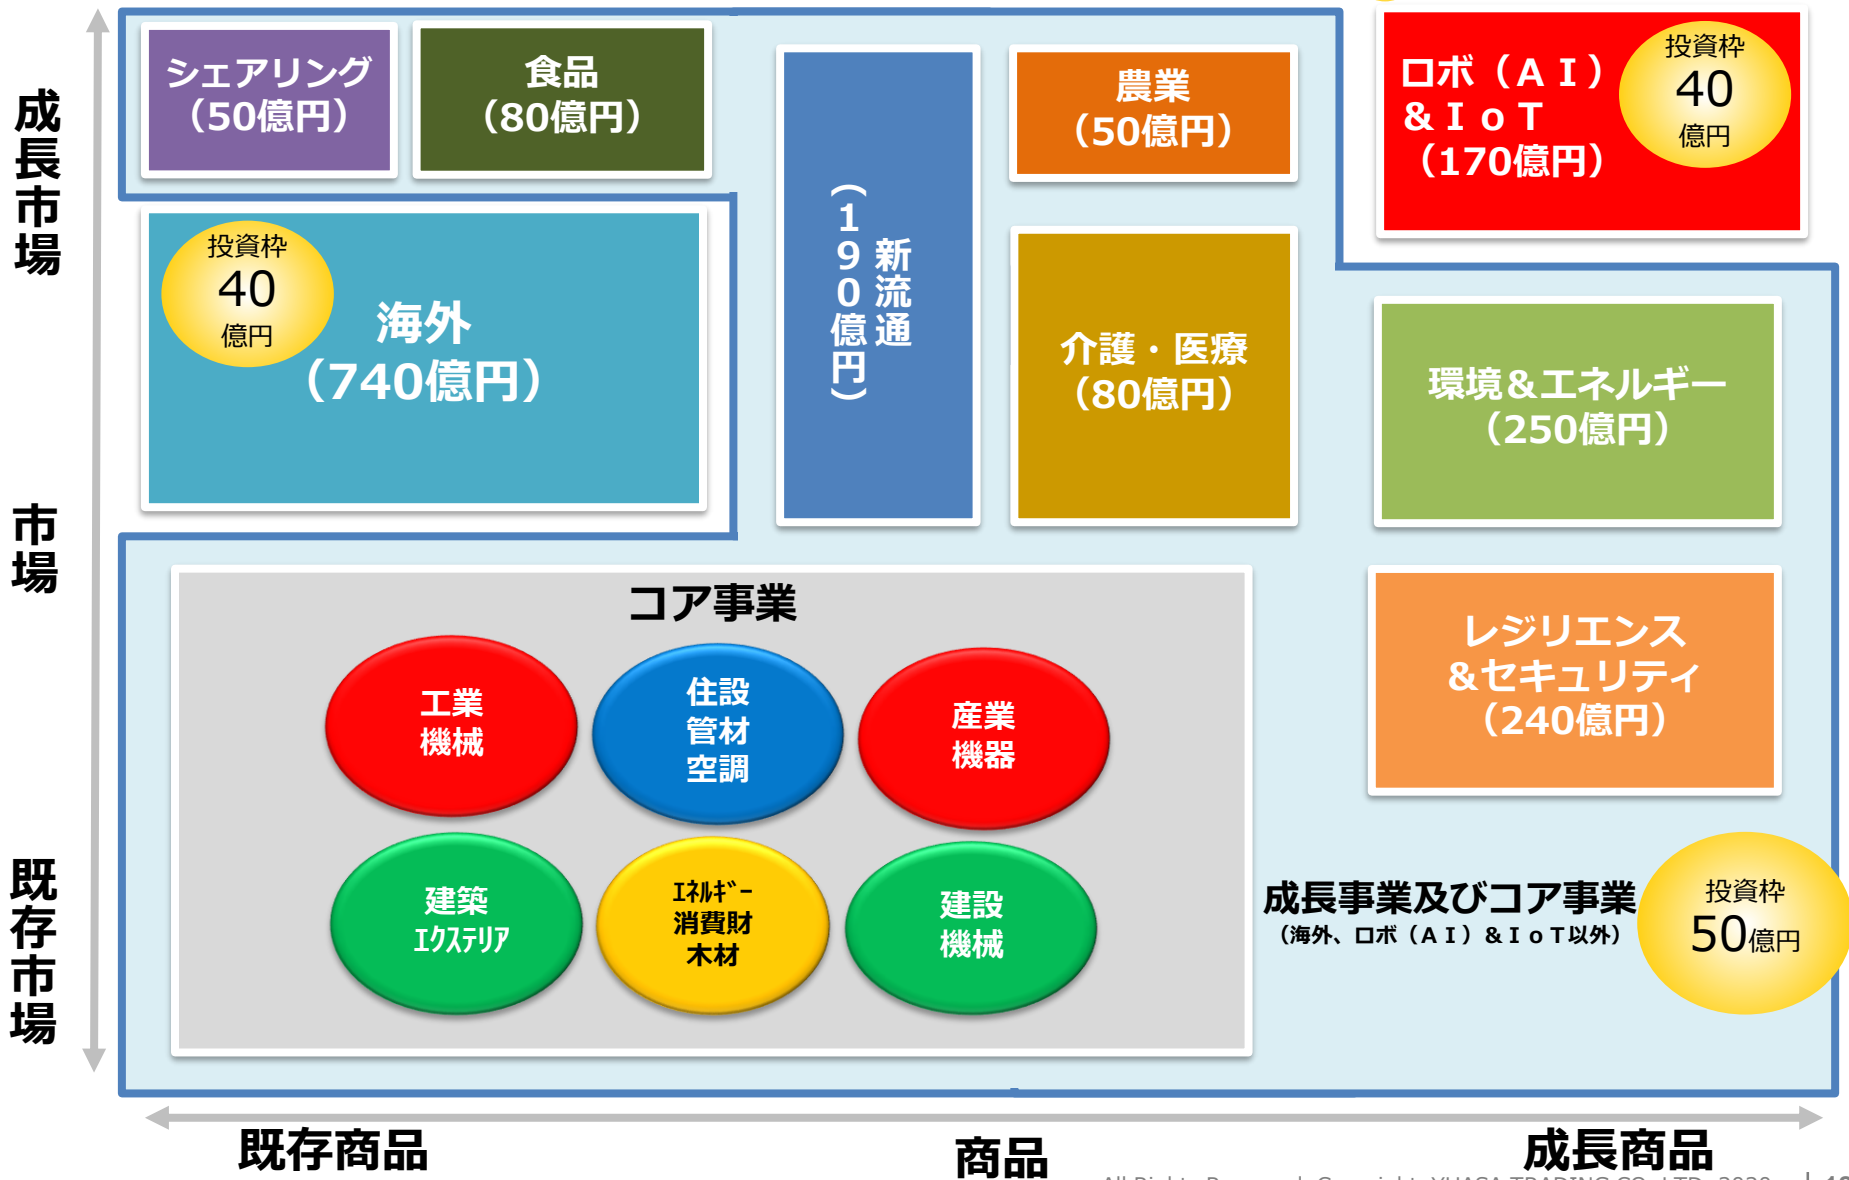 成長市場
市場
既存市場
シェアリング
（50億円）
食品
（80億円）
新流通
（190億円）
農業
（50億円）
ロボ（ＡＩ）
＆ＩｏＴ
（170億円）
投資枠
40
億円
投資枠
40
億円
海外
（740億円）
介護・医療
（80億円）
環境＆エネルギー
（250億円）
コア事業
工業
機械
住設
管材
空調
産業
機器
建築
ｴｸｽﾃﾘｱ
ｴﾈﾙｷﾞｰ
消費財
木材
建設
機械
レジリエンス
＆セキュリティ
（240億円）
成長事業及びコア事業
（海外、ロボ（ＡＩ）＆ＩｏＴ以外）
投資枠
50億円
既存商品
商品
成長商品